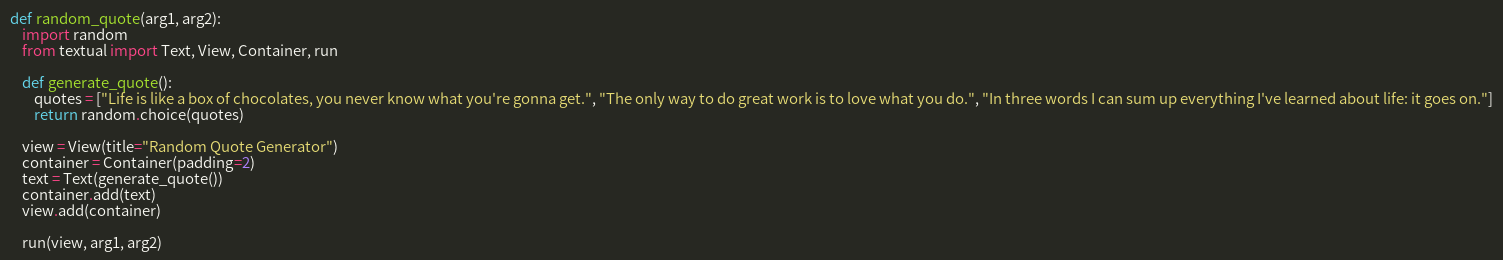 def random_quote(arg1, arg2):
    import random
    from textual import Text, View, Container, run

    def generate_quote():
        quotes = ["Life is like a box of chocolates, you never know what you're gonna get.", "The only way to do great work is to love what you do.", "In three words I can sum up everything I've learned about life: it goes on."]
        return random.choice(quotes)

    view = View(title="Random Quote Generator")
    container = Container(padding=2)
    text = Text(generate_quote())
    container.add(text)
    view.add(container)

    run(view, arg1, arg2)